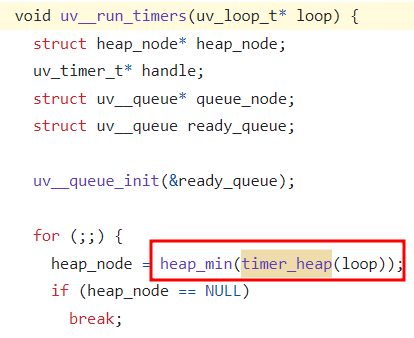 void uv__run_timers(uv_loop_t* loop) {
struct heap_node* heap_node;
uv_timer_t* handle;
struct uv__queue* queue_node;
struct uv__queue ready_queue;
uv__queue_init(&ready_queue);
for (;;) {
heap_node = heap_min(timer_heap(loop));
if (heap_node == NULL)
break;